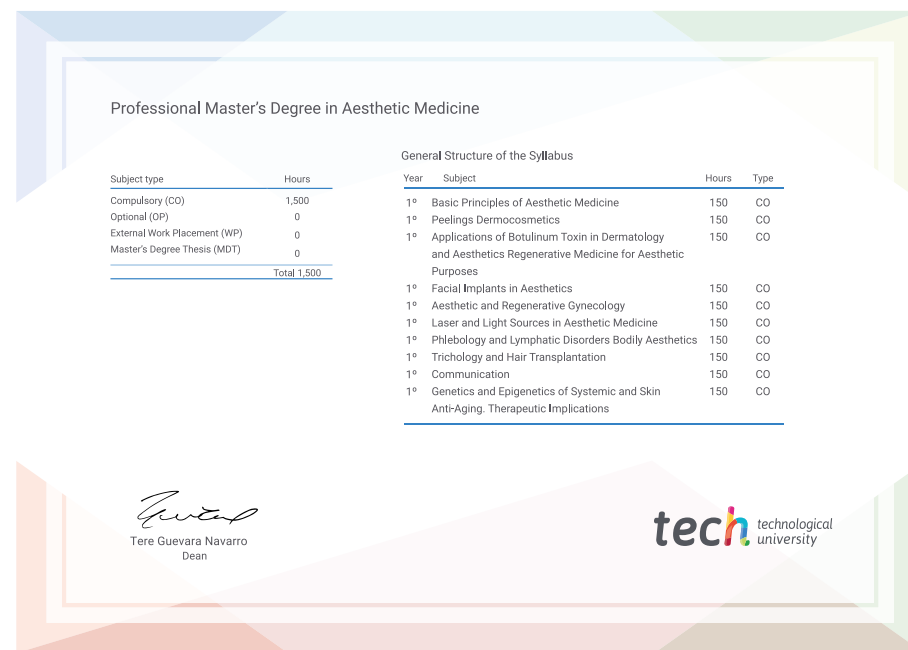 Professional Master's Degree in Aesthetic Medicine
Subject type Hours
Compulsory (CO) 1,500
Optional (OP) 0
External Work Placement (WP) 0
Master's Degree Thesis (MDT) 0
Total 1,500
General Structure of the Syllabus
Year Subject Hours Type
1º Basic Principles of Aesthetic Medicine 150 CO
1º Peelings Dermocosmetics 150 CO
1º Applications of Botulinum Toxin in Dermatology 150 CO
and Aesthetics Regenerative Medicine for Aesthetic
Purposes
1º Facial Implants in Aesthetics 150 CO
1º Aesthetic and Regenerative Gynecology 150 CO
1º Laser and Light Sources in Aesthetic Medicine 150 CO
1º Phlebology and Lymphatic Disorders Bodily Aesthetics 150 CO
1º Trichology and Hair Transplantation 150 CO
1º Communication 150 CO
1º Genetics and Epigenetics of Systemic and Skin 150 CO
Anti-Aging. Therapeutic Implications
Tere Guevara Navarro
Dean
tech technological
university